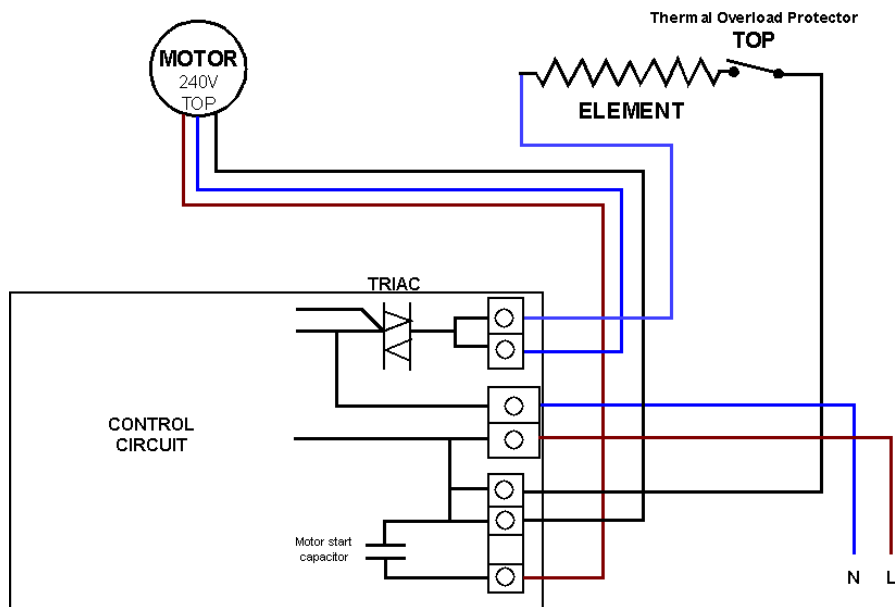 Thermal Overload Protector
TOP
MOTOR
240V
TOP
ELEMENT
TRIAC
CONTROL
CIRCUIT
Motor start
capacitor
N L